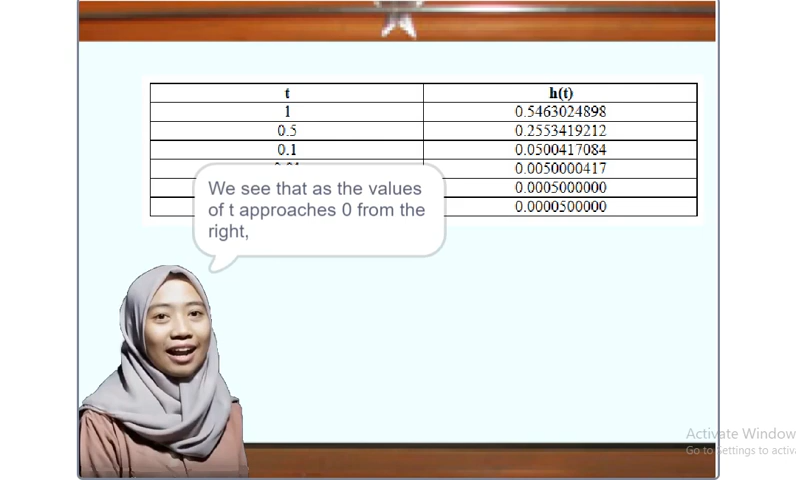 t h(t)
1 0.5463024898
0.5 0.2553419212
0.1 0.0500417084
0.0050000417
We see that as the values
0.0005000000
of t approaches 0 from the
0.0000500000
right,
Activate Window
Go to Settings to activa